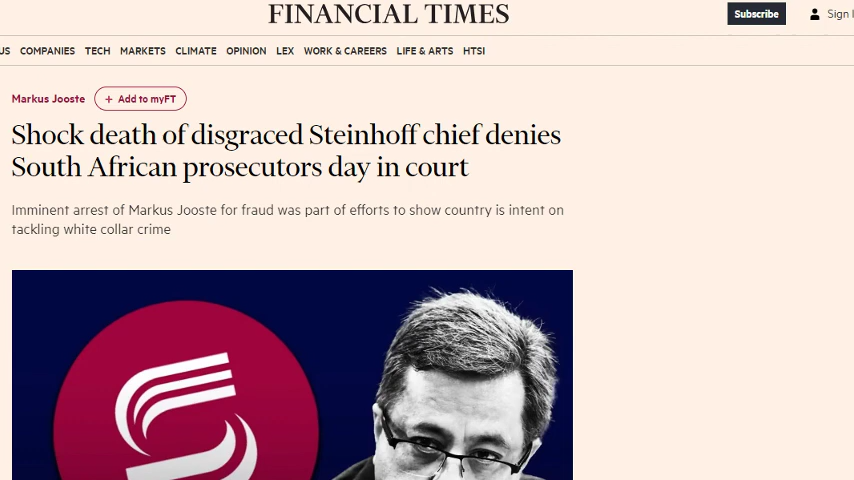 FINANCIAL TIMES
Subscribe
Sign I
US COMPANIES TECH MARKETS CLIMATE OPINION LEX WORK & CAREERS LIFE & ARTS HTSI
Markus Jooste
+ Add to myFT
Shock death of disgraced Steinhoff chief denies
South African prosecutors day in court
Imminent arrest of Markus Jooste for fraud was part of efforts to show country is intent on
tackling white collar crime